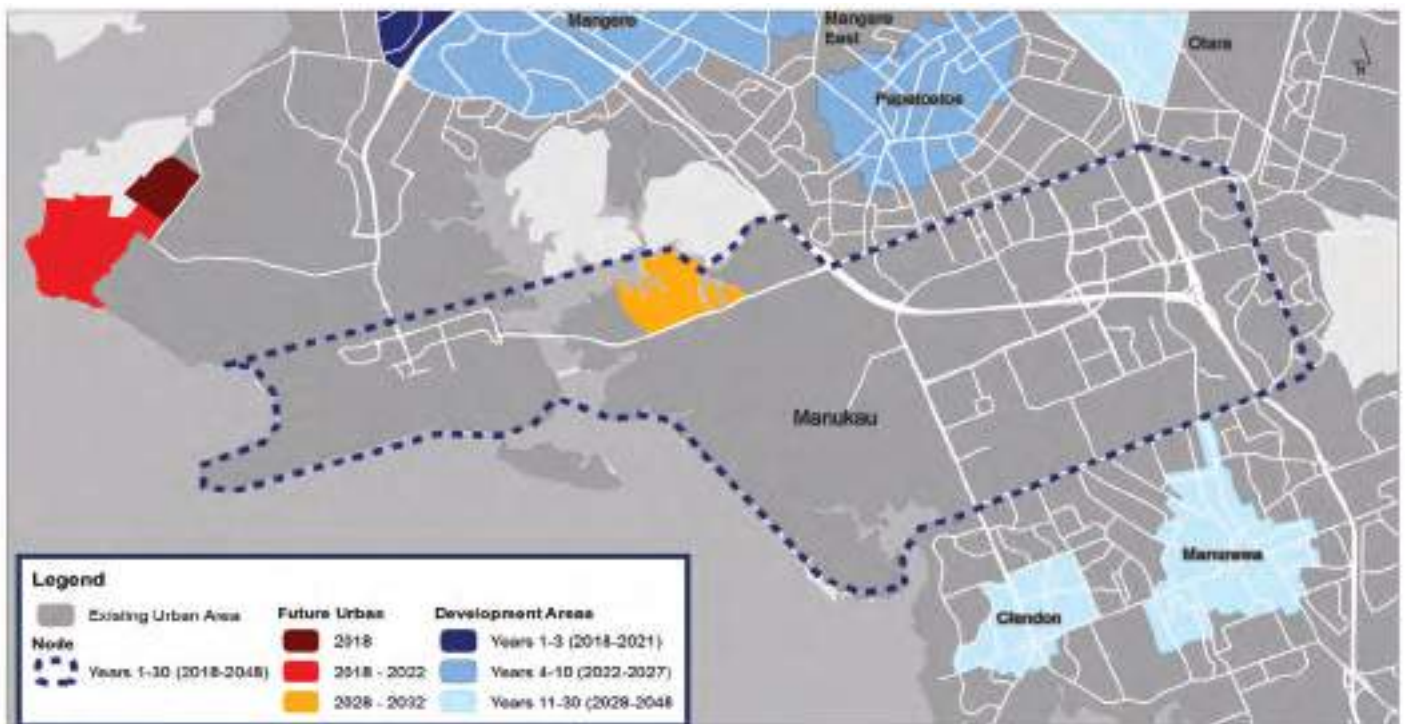 Mangere
Mangere
East
Otara
Papatoetoe
Manukau
Manurewa
Clendon
Legend
Existing Urban Area
Node
Years 1-30 (2018-2048)
Future Urban
2018
2018 - 2022
2028 - 2032
Development Areas
Years 1-3 (2018-2021)
Years 4-10 (2022-2027)
Years 11-30 (2028-2048